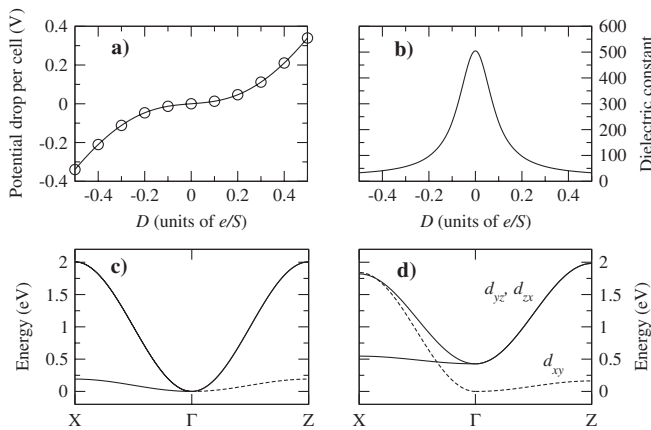 a)
Potential drop per cell (V)
0.4
0.2
0
-0.2
-0.4
-0.4 -0.2 0 0.2 0.4
D (units of e/S)
b)
600
500
400
300
200
100
0
Dielectric constant
-0.4 -0.2 0 0.2 0.4
D (units of e/S)
c)
Energy (eV)
2
1.5
1
0.5
0
X Γ Z
d)
d_yz, d_zx
d_xy
2
1.5
1
0.5
0
Energy (eV)
X Γ Z